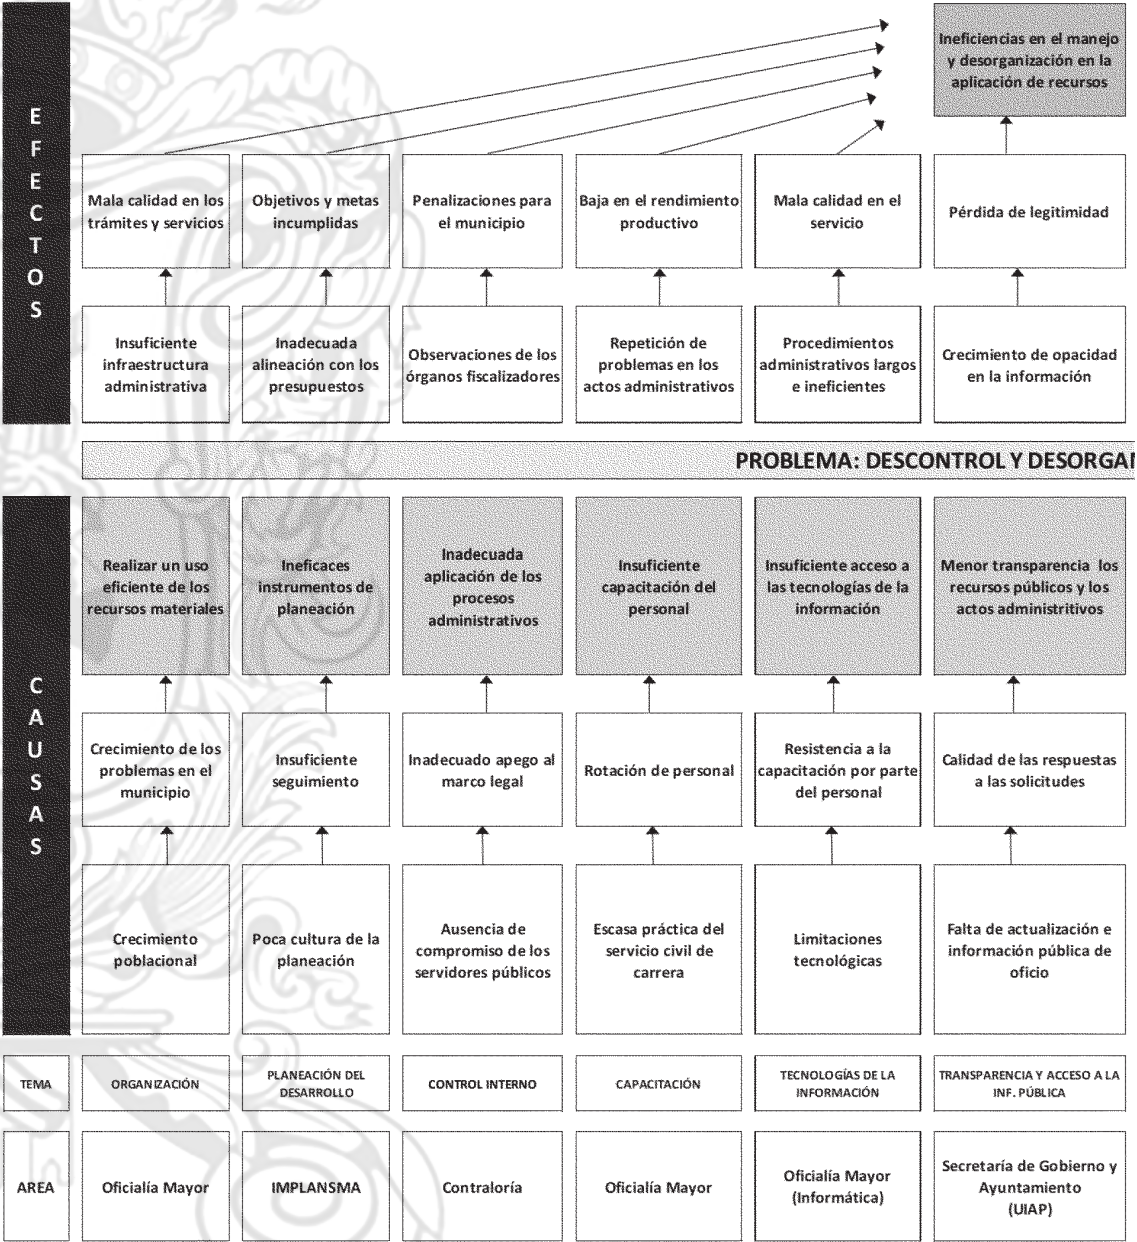 EFECTOS
Ineficiencias en el manejo
y desorganización en la
aplicación de recursos
Mala calidad en los
trámites y servicios
Objetivos y metas
incumplidas
Penalizaciones para
el municipio
Baja en el rendimiento
productivo
Mala calidad en el
servicio
Pérdida de legitimidad
Insuficiente
infraestructura
administrativa
Inadecuada
alineación con los
presupuestos
Observaciones de los
órganos fiscalizadores
Repetición de
problemas en los
actos administrativos
Procedimientos
administrativos largos
e ineficientes
Crecimiento de opacidad
en la información
PROBLEMA: DESCONTROL Y DESORGAN
CAUSAS
Realizar un uso
eficiente de los
recursos materiales
Ineficaces
instrumentos de
planeación
Inadecuada
aplicación de los
procesos
administrativos
Insuficiente
capacitación del
personal
Insuficiente acceso a
las tecnologías de la
información
Menor transparencia los
recursos públicos y los
actos administritivos
Crecimiento de los
problemas en el
municipio
Insuficiente
seguimiento
Inadecuado apego al
marco legal
Rotación de personal
Resistencia a la
capacitación por parte
del personal
Calidad de las respuestas
a las solicitudes
Crecimiento
poblacional
Poca cultura de la
planeación
Ausencia de
compromiso de los
servidores públicos
Escasa práctica del
servicio civil de
carrera
Limitaciones
tecnológicas
Falta de actualización e
información pública de
oficio
TEMA
ORGANIZACIÓN
PLANEACIÓN DEL
DESARROLLO
CONTROL INTERNO
CAPACITACIÓN
TECNOLOGÍAS DE LA
INFORMACIÓN
TRANSPARENCIA Y ACCESO A LA
INF. PÚBLICA
AREA
Oficialía Mayor
IMPLANSMA
Contraloría
Oficialía Mayor
Oficialía Mayor
(Informática)
Secretaría de Gobierno y
Ayuntamiento
(UIAP)